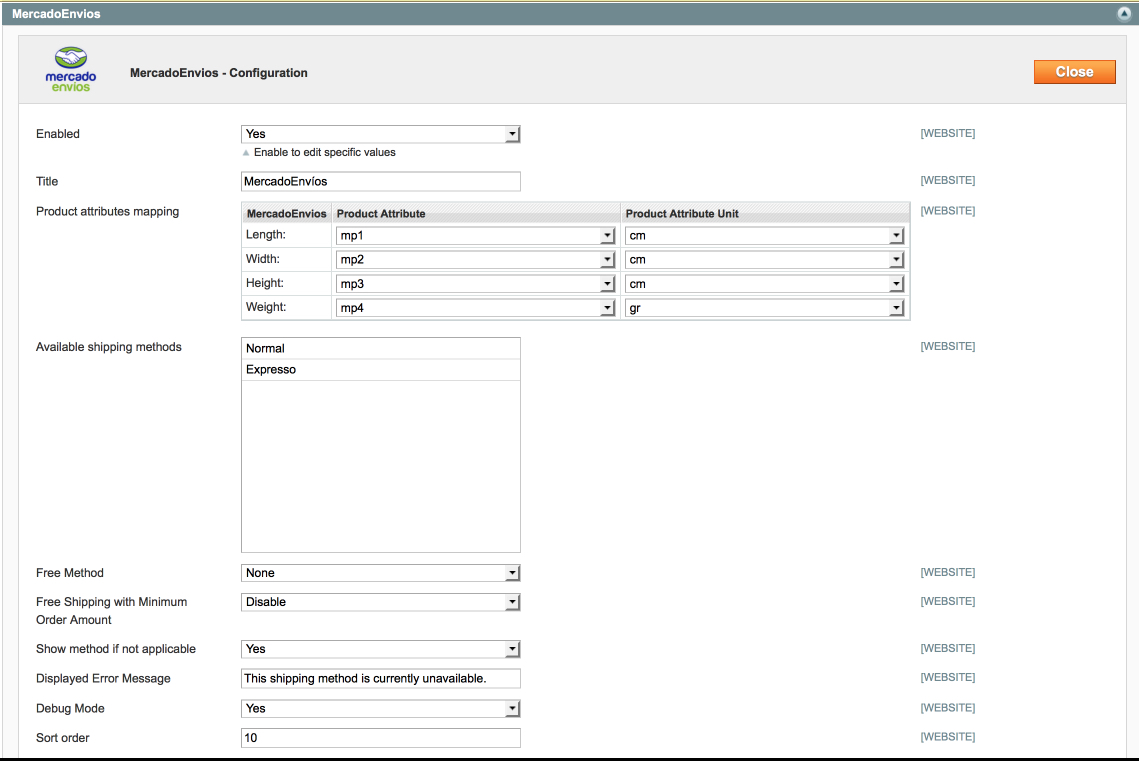 MercadoEnvios
mercado
envios
MercadoEnvios - Configuration
Close
Enabled
Yes
[WEBSITE]
Enable to edit specific values
Title
MercadoEnvíos
[WEBSITE]
Product attributes mapping
MercadoEnvios Product Attribute Product Attribute Unit
[WEBSITE]
Length: mp1 cm
Width: mp2 cm
Height: mp3 cm
Weight: mp4 gr
Available shipping methods
Normal
[WEBSITE]
Expresso
Free Method
None
[WEBSITE]
Free Shipping with Minimum
Order Amount
Disable
[WEBSITE]
Show method if not applicable
Yes
[WEBSITE]
Displayed Error Message
This shipping method is currently unavailable.
[WEBSITE]
Debug Mode
Yes
[WEBSITE]
Sort order
10
[WEBSITE]